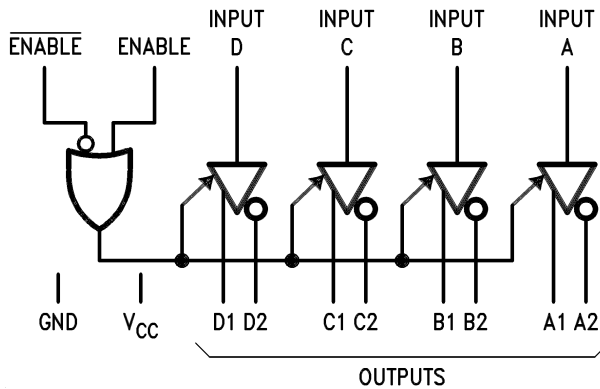 INPUT INPUT INPUT INPUT
ENABLE ENABLE D C B A
GND VCC D1 D2 C1 C2 B1 B2 A1 A2
OUTPUTS